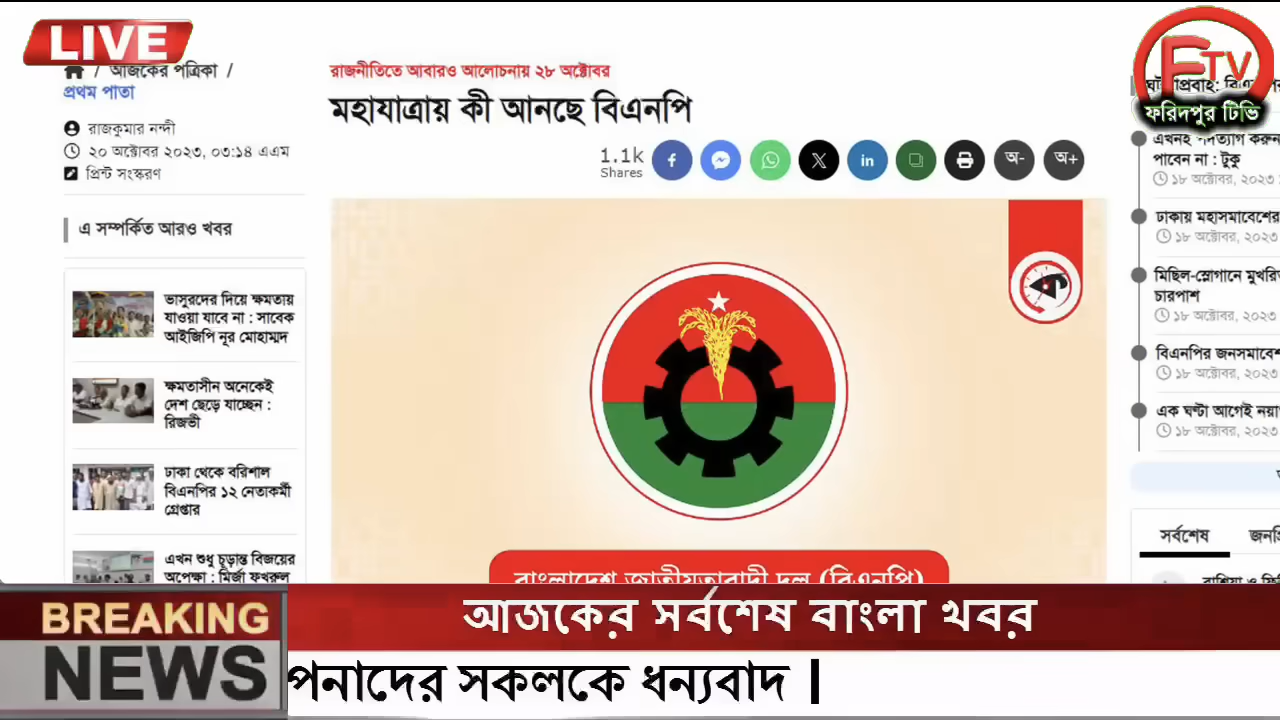 LIVE
FTV
ফরিদপুর টিভি
/ আজকের পত্রিকা /
প্রথম পাতা
রাজকুমার নন্দী
২০ অক্টোবর ২০২৩, ০৩:১৪ এএম
প্রিন্ট সংস্করণ
এ সম্পর্কিত আরও খবর
ভাসুরদের দিয়ে ক্ষমতায়
যাওয়া যাবে না : সাবেক
আইজিপি নূর মোহাম্মদ
ক্ষমতাসীন অনেকেই
দেশ ছেড়ে যাচ্ছেন :
রিজভী
ঢাকা থেকে বরিশাল
বিএনপির ১২ নেতাকর্মী
গ্রেপ্তার
এখন শুধু চূড়ান্ত বিজয়ের
অপেক্ষা : মির্জা ফখরুল
রাজনীতিতে আবারও আলোচনায় ২৮ অক্টোবর
মহাযাত্রায় কী আনছে বিএনপি
1.1k
Shares
f
X
in
অ-
অ+
ক
বাংলাদেশ জাতীয়তাবাদী দল (বিএনপি)
এখনই পদত্যাগ করুন
পাবেন না : টুকু
১৮ অক্টোবর, ২০২৩
ঢাকায় মহাসমাবেশের
১৮ অক্টোবর, ২০২৩
মিছিল-স্লোগানে মুখরিত
চারপাশ
১৮ অক্টোবর, ২০২৩
বিএনপির জনসমাবেশ
১৮ অক্টোবর, ২০২৩
এক ঘণ্টা আগেই নয়া
১৮ অক্টোবর, ২০২৩
সর্বশেষ
BREAKING
NEWS
আজকের সর্বশেষ বাংলা খবর
পনাদের সকলকে ধন্যবাদ |